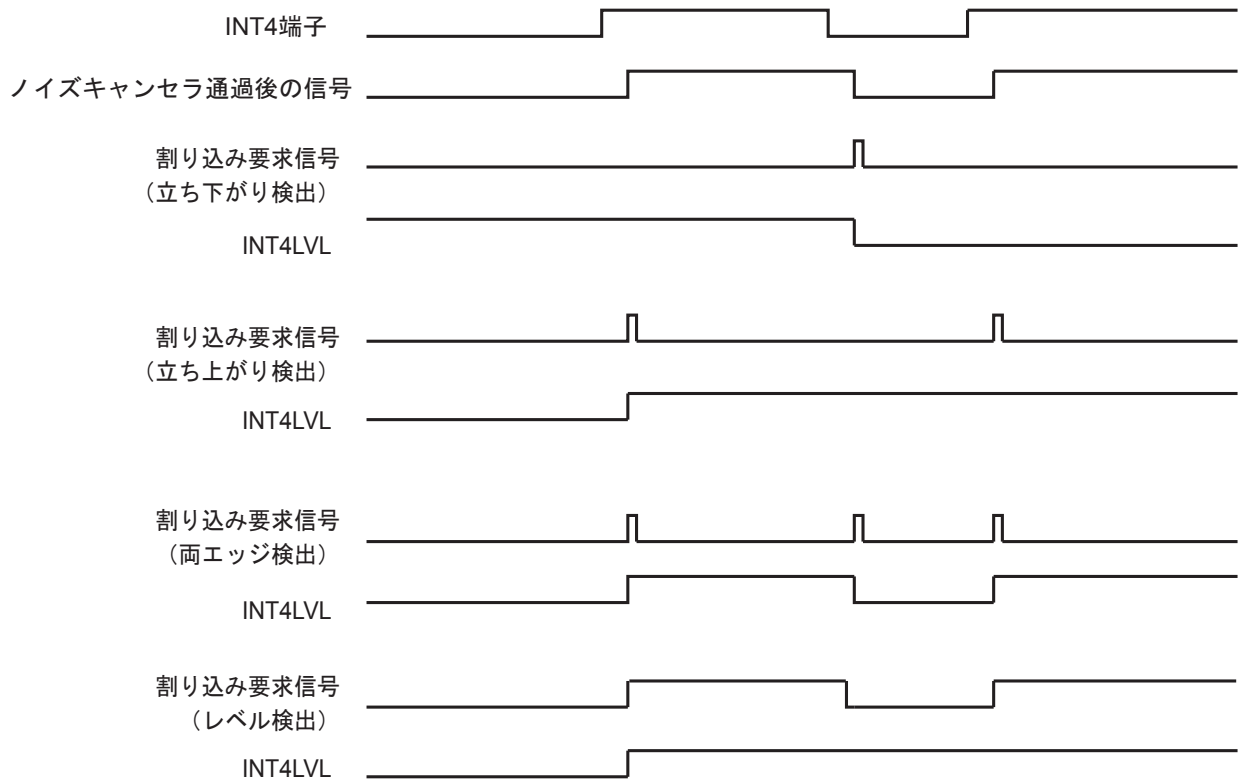 INT4端子
ノイズキャンセラ通過後の信号
割り込み要求信号
（立ち下がり検出）
INT4LVL
割り込み要求信号
（立ち上がり検出）
INT4LVL
割り込み要求信号
（両エッジ検出）
INT4LVL
割り込み要求信号
（レベル検出）
INT4LVL